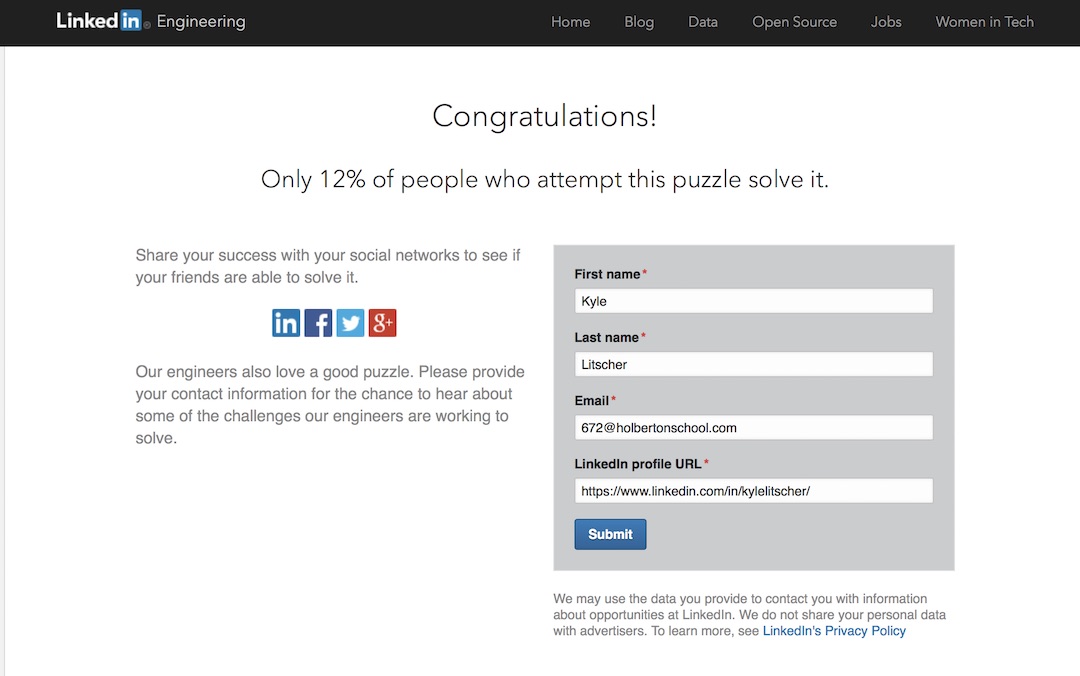 Linked in Engineering Home Blog Data Open Source Jobs Women in Tech
Congratulations!
Only 12% of people who attempt this puzzle solve it.
Share your success with your social networks to see if
your friends are able to solve it.
in f g+
Our engineers also love a good puzzle. Please provide
your contact information for the chance to hear about
some of the challenges our engineers are working to
solve.
First name*
Kyle
Last name*
Litscher
Email*
672@holbertonschool.com
LinkedIn profile URL*
https://www.linkedin.com/in/kylelitscher/
Submit
We may use the data you provide to contact you with information
about opportunities at LinkedIn. We do not share your personal data
with advertisers. To learn more, see LinkedIn's Privacy Policy